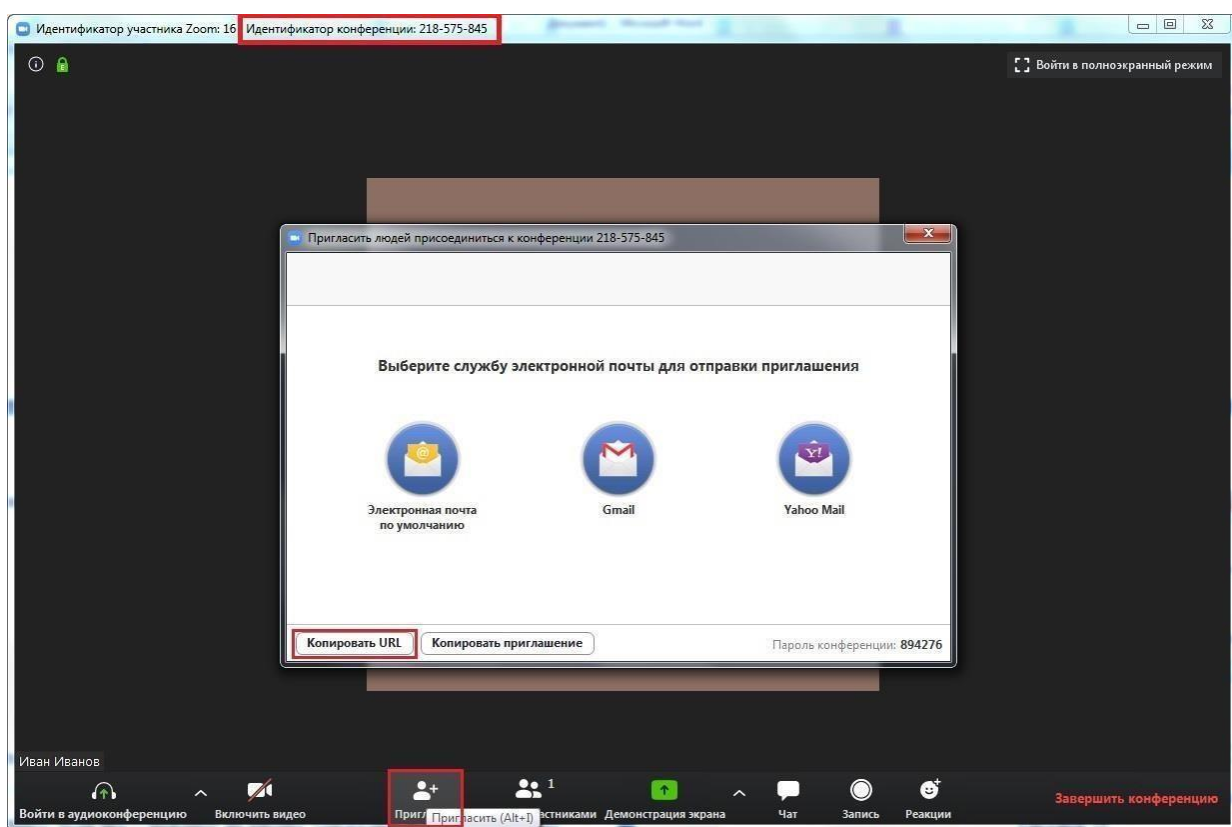 Идентификатор участника Zoom: 16 Идентификатор конференции: 218-575-845
Войти в полноэкранный режим
Пригласить людей присоединиться к конференции 218-575-845
Выберите службу электронной почты для отправки приглашения
Электронная почта
по умолчанию
Gmail
Yahoo Mail
Копировать URL
Копировать приглашение
Пароль конференции: 894276
Иван Иванов
1
Войти в аудиоконференцию
Включить видео
Пригласить (Alt+I)
Демонстрация экрана
Чат
Запись
Реакции
Завершить конференцию